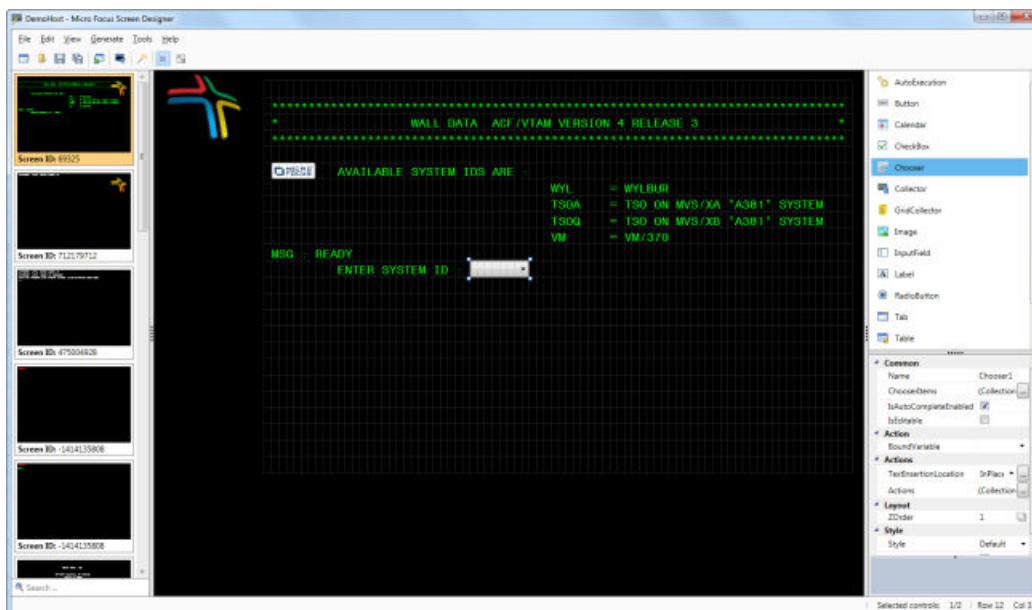 DemoHost - Micro Focus Screen Designer
File Edit View Generate Tools Help
Screen ID: 69325
Screen ID: 712179712
Screen ID: 475004928
Screen ID: -1414135808
Screen ID: -1414135808
Search...
WALL DATA ACF/VTAM VERSION 4 RELEASE 3
AVAILABLE SYSTEM IDS ARE :
WYL = WYLBUR
TSOA = TSO ON MVS/XA "A381" SYSTEM
TSOQ = TSO ON MVS/XB "A381" SYSTEM
VM = VM/370
MSG : READY
ENTER SYSTEM ID :
AutoExecution
Button
Calendar
CheckBox
Chooser
Collector
GridCollector
Image
InputField
Label
RadioButton
Tab
Table
Common
Name Chooser1
ChooserItems (Collection
IsAutoCompleteEnabled
IsEditable
Action
BoundVariable
Actions
TextInsertionLocation InPlace
Actions (Collection
Layout
ZOrder 1
Style
Style Default
Selected controls: 1/2 Row 12 Col